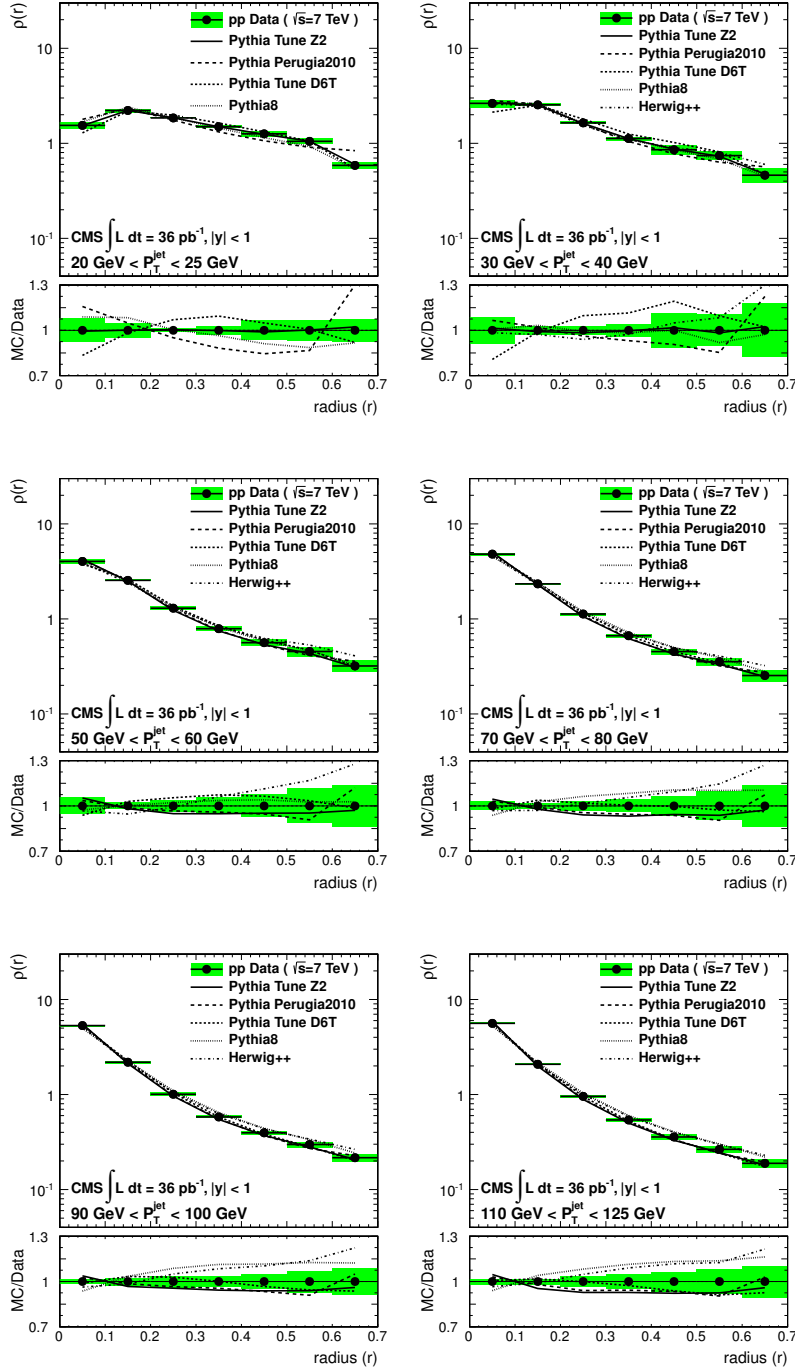 ρ(r)
pp Data ( √s=7 TeV )
Pythia Tune Z2
Pythia Perugia2010
Pythia Tune D6T
Pythia8
10
1
10⁻¹
CMS ∫ L dt = 36 pb⁻¹, |y| < 1
20 GeV < P_T^jet < 25 GeV
MC/Data
1.3
1
0.7
0 0.1 0.2 0.3 0.4 0.5 0.6 0.7
radius (r)
ρ(r)
pp Data ( √s=7 TeV )
Pythia Tune Z2
Pythia Perugia2010
Pythia Tune D6T
Pythia8
Herwig++
10
1
10⁻¹
CMS ∫ L dt = 36 pb⁻¹, |y| < 1
30 GeV < P_T^jet < 40 GeV
MC/Data
1.3
1
0.7
0 0.1 0.2 0.3 0.4 0.5 0.6 0.7
radius (r)
ρ(r)
pp Data ( √s=7 TeV )
Pythia Tune Z2
Pythia Perugia2010
Pythia Tune D6T
Pythia8
Herwig++
10
1
10⁻¹
CMS ∫ L dt = 36 pb⁻¹, |y| < 1
50 GeV < P_T^jet < 60 GeV
MC/Data
1.3
1
0.7
0 0.1 0.2 0.3 0.4 0.5 0.6 0.7
radius (r)
ρ(r)
pp Data ( √s=7 TeV )
Pythia Tune Z2
Pythia Perugia2010
Pythia Tune D6T
Pythia8
Herwig++
10
1
10⁻¹
CMS ∫ L dt = 36 pb⁻¹, |y| < 1
70 GeV < P_T^jet < 80 GeV
MC/Data
1.3
1
0.7
0 0.1 0.2 0.3 0.4 0.5 0.6 0.7
radius (r)
ρ(r)
pp Data ( √s=7 TeV )
Pythia Tune Z2
Pythia Perugia2010
Pythia Tune D6T
Pythia8
Herwig++
10
1
10⁻¹
CMS ∫ L dt = 36 pb⁻¹, |y| < 1
90 GeV < P_T^jet < 100 GeV
MC/Data
1.3
1
0.7
0 0.1 0.2 0.3 0.4 0.5 0.6 0.7
radius (r)
ρ(r)
pp Data ( √s=7 TeV )
Pythia Tune Z2
Pythia Perugia2010
Pythia Tune D6T
Pythia8
Herwig++
10
1
10⁻¹
CMS ∫ L dt = 36 pb⁻¹, |y| < 1
110 GeV < P_T^jet < 125 GeV
MC/Data
1.3
1
0.7
0 0.1 0.2 0.3 0.4 0.5 0.6 0.7
radius (r)